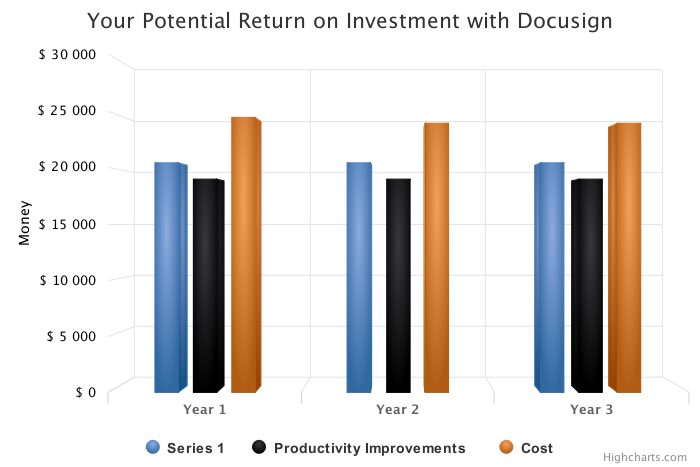 Your Potential Return on Investment with Docusign
$ 30 000
$ 25 000
$ 20 000
$ 15 000
$ 10 000
$ 5 000
$ 0
Money
Year 1
Year 2
Year 3
Series 1
Productivity Improvements
Cost
Highcharts.com